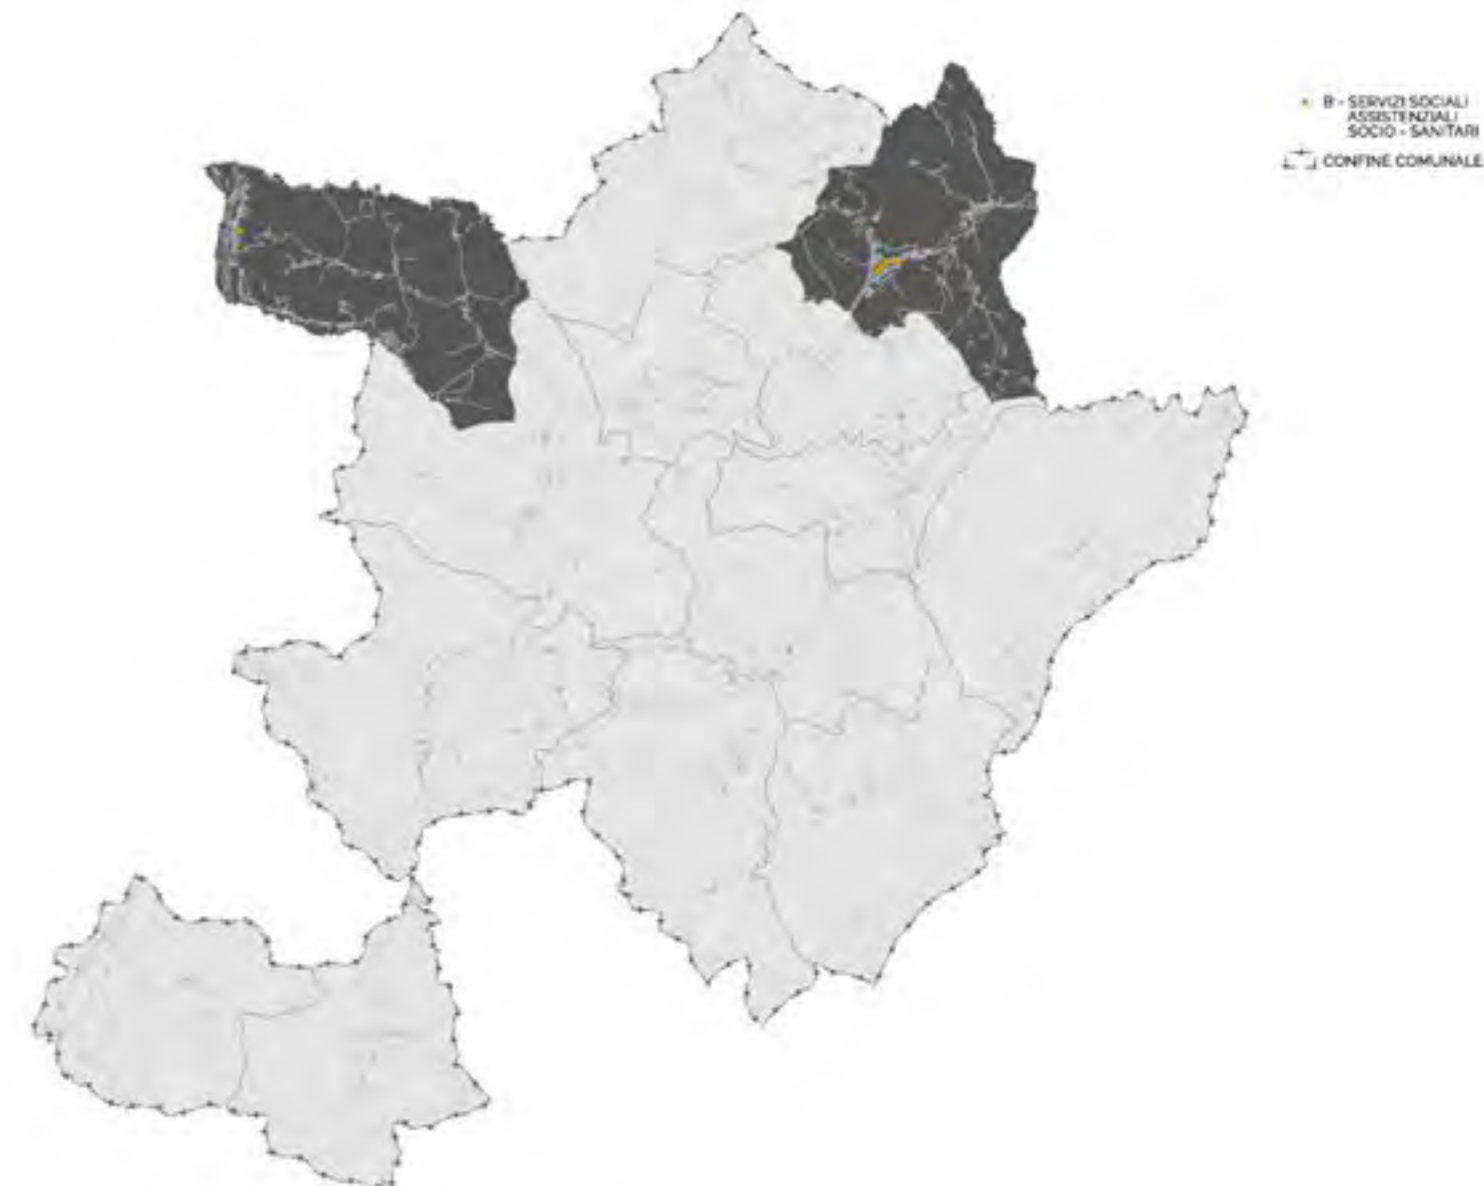 B - SERVIZI SOCIALI
ASSISTENZIALI
SOCIO - SANITARI
CONFINE COMUNALE